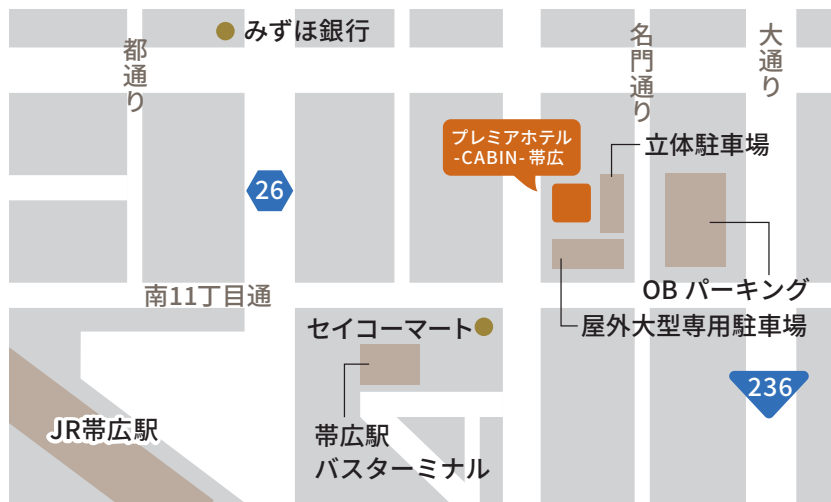 みずほ銀行
都通り
名門通り
大通り
プレミアホテル
-CABIN- 帯広
立体駐車場
26
南11丁目通
OB パーキング
セイコーマート
屋外大型専用駐車場
236
JR帯広駅
帯広駅
バスターミナル